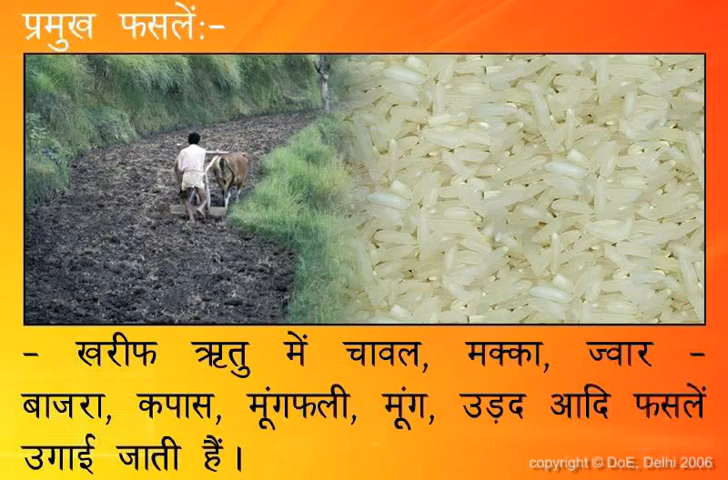 प्रमुख फसलें:-
- खरीफ ऋतु में चावल, मक्का, ज्वार -
बाजरा, कपास, मूंगफली, मूंग, उड़द आदि फसलें
उगाई जाती हैं।
copyright © DoE, Delhi 2006